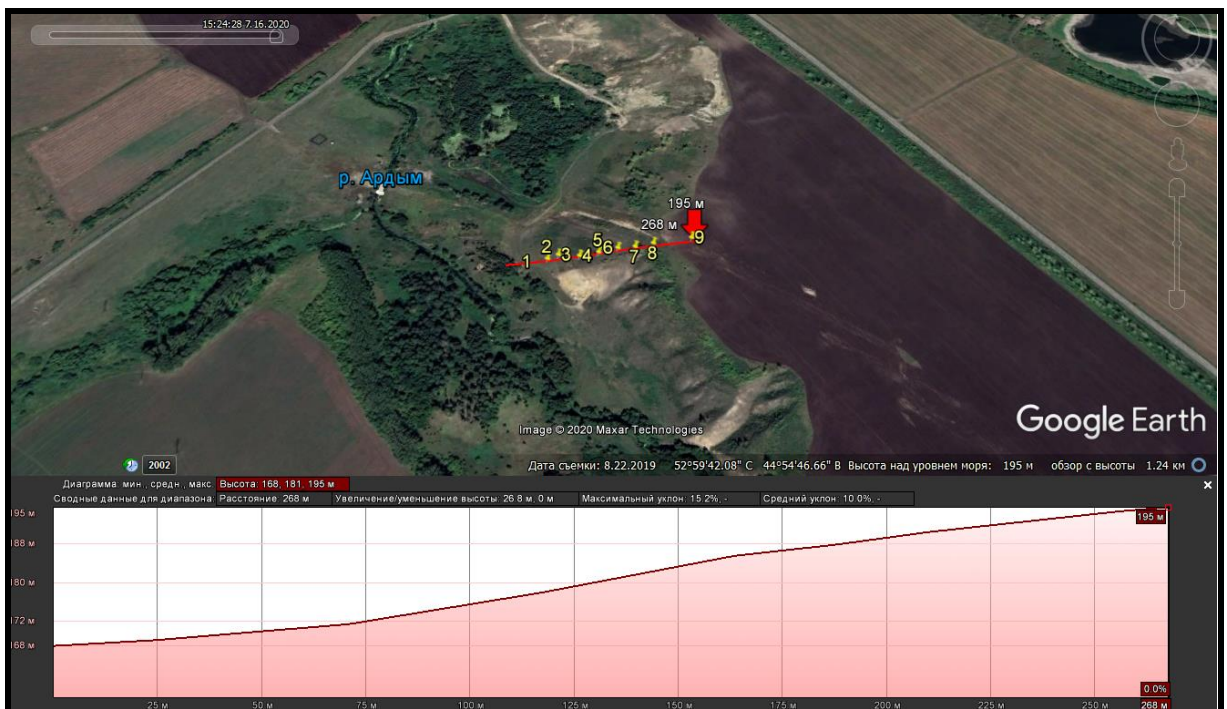 15:24:28 7.16.2020
р. Ардым
195 м
268 м
1 2 3 4 5 6 7 8 9
Google Earth
Image © 2020 Maxar Technologies
2002
Дата съемки: 8.22.2019 52°59'42.08" С 44°54'46.66" В Высота над уровнем моря: 195 м обзор с высоты 1.24 км
Диаграмма: мин., средн., макс. Высота: 168, 181, 195 м
Сводные данные для диапазона: Расстояние: 268 м Увеличение/уменьшение высоты: 26.8 м, 0 м Максимальный уклон: 15.2%, - Средний уклон: 10.0%, -
195 м
195 м
188 м
180 м
172 м
168 м
0.0%
25 м 50 м 75 м 100 м 125 м 150 м 175 м 200 м 225 м 250 м 268 м